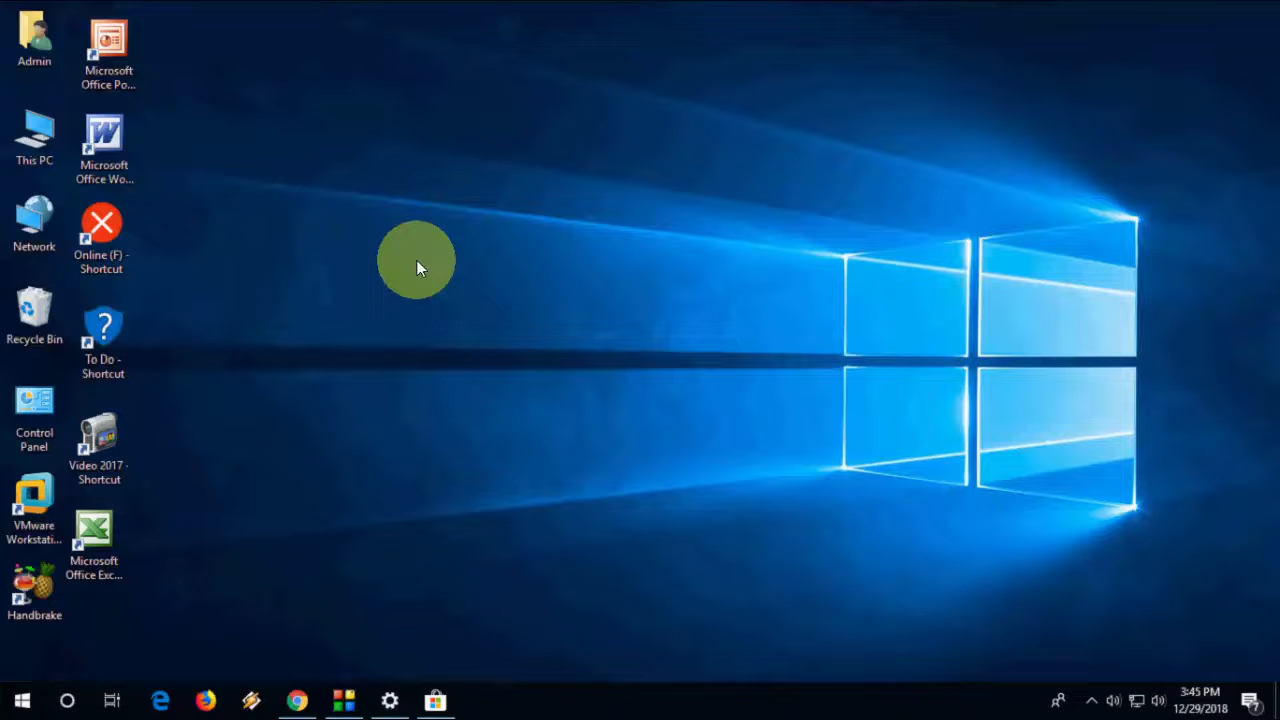 Admin
Microsoft
Office Po...
This PC
Microsoft
Office Wo...
Network
Online (F) -
Shortcut
Recycle Bin
To Do -
Shortcut
Control
Panel
Video 2017 -
Shortcut
VMware
Workstati...
Microsoft
Office Exc...
Handbrake
3:45 PM
12/29/2018
7